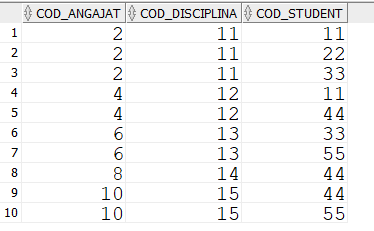 COD_ANGAJAT COD_DISCIPLINA COD_STUDENT
1 2 11 11
2 2 11 22
3 2 11 33
4 4 12 11
5 4 12 44
6 6 13 33
7 6 13 55
8 8 14 44
9 10 15 44
10 10 15 55